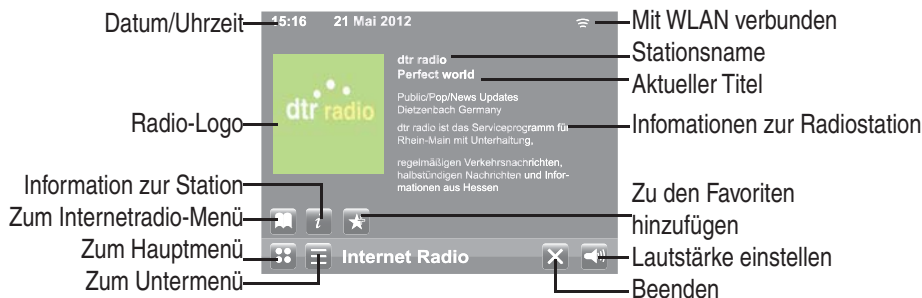 Datum/Uhrzeit
15:16 21 Mai 2012
Mit WLAN verbunden
dtr radio
Stationsname
Perfect world
Aktueller Titel
Public/Pop/News Updates
Dietzenbach Germany
dtr radio
Radio-Logo
dtr radio ist das Serviceprogramm für
Infomationen zur Radiostation
Rhein-Main mit Unterhaltung,
regelmäßigen Verkehrsnachrichten,
halbstündigen Nachrichten und Infor-
mationen aus Hessen
Information zur Station
Zum Internetradio-Menü
i
Zu den Favoriten
hinzufügen
Zum Hauptmenü
Internet Radio
Lautstärke einstellen
Zum Untermenü
Beenden